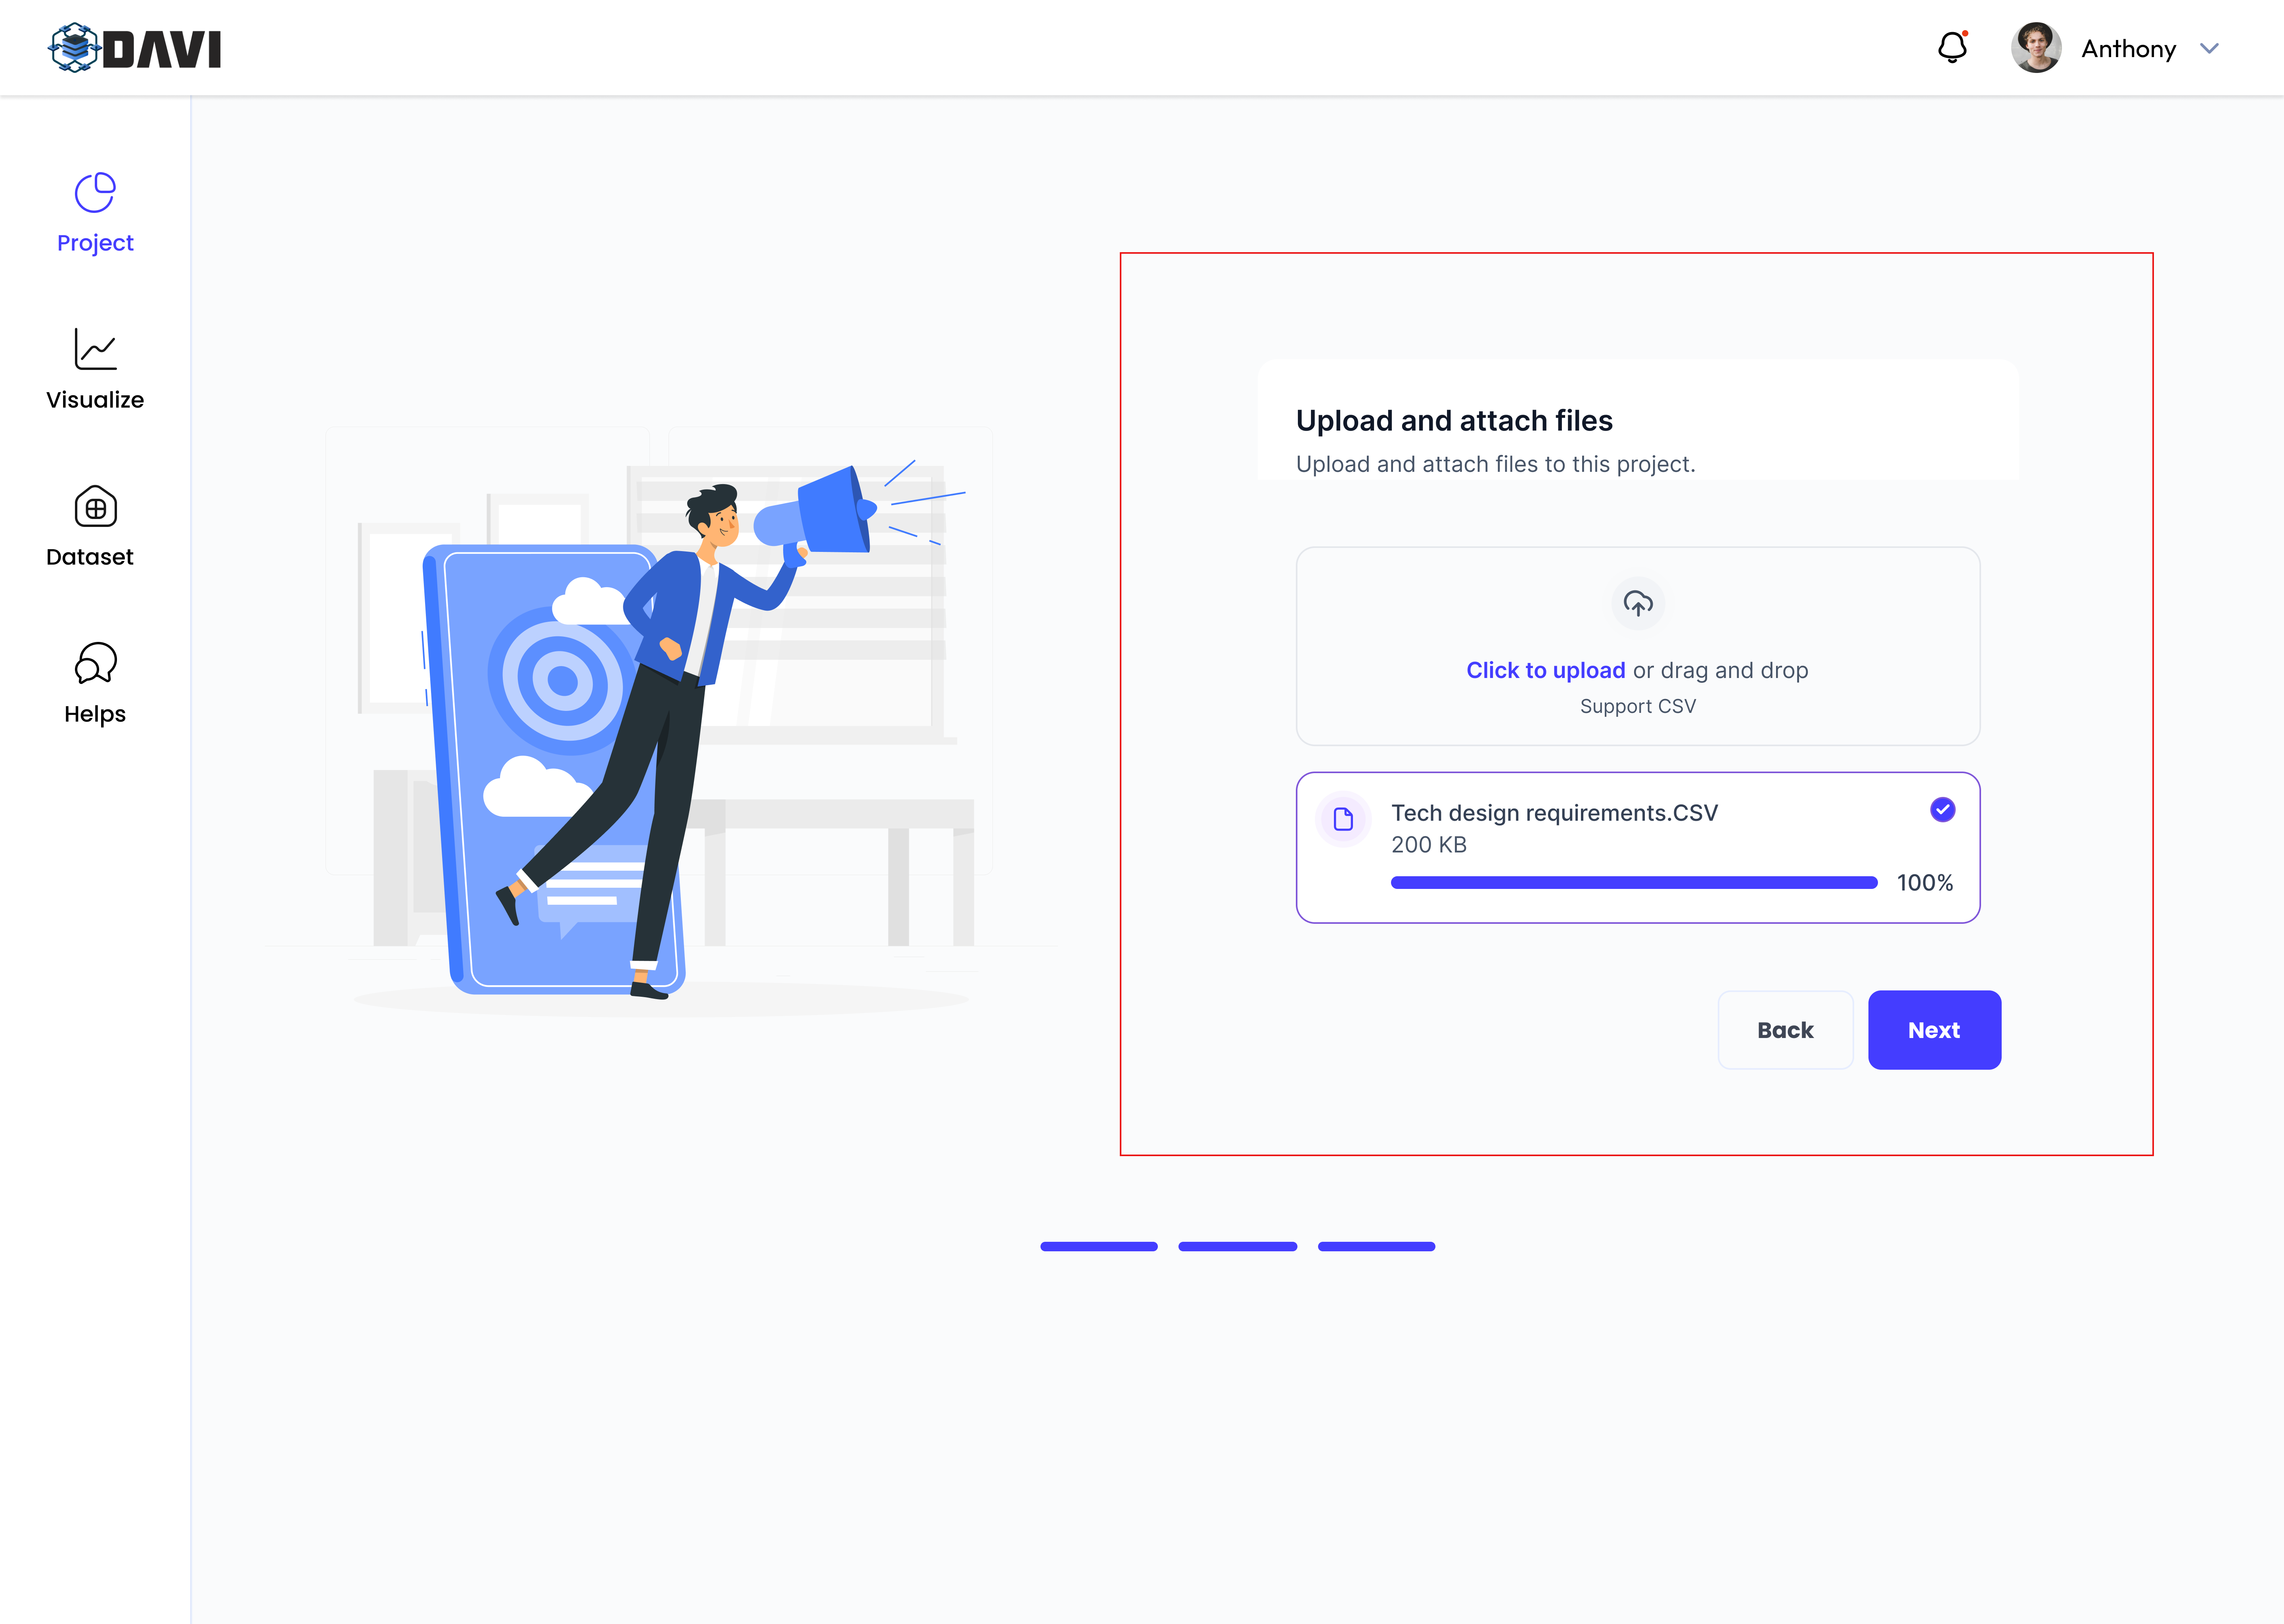 DAVI
Anthony
Project
Visualize
Dataset
Helps
Upload and attach files
Upload and attach files to this project.
Click to upload or drag and drop
Support CSV
Tech design requirements.CSV
200 KB
100%
Back
Next